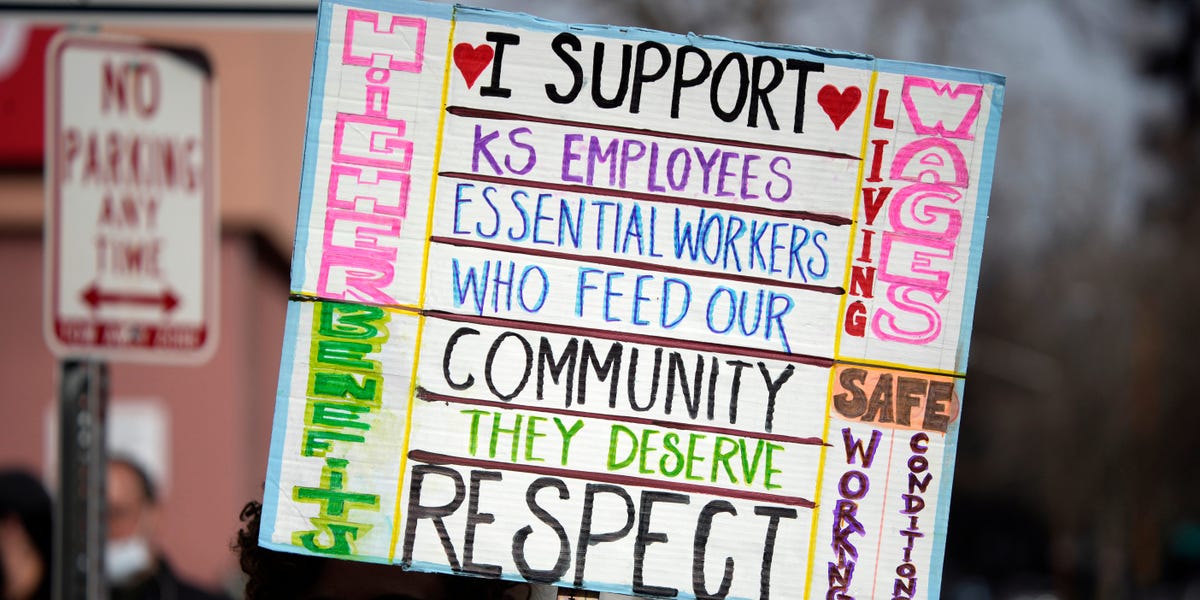 NO
PARKING
ANY
TIME
HIGHER
BENEFITS
I SUPPORT
KS EMPLOYEES
ESSENTIAL WORKERS
WHO FEED OUR
COMMUNITY
THEY DESERVE
RESPECT
LIVING
WAGES
SAFE
WORKING
CONDITIONS